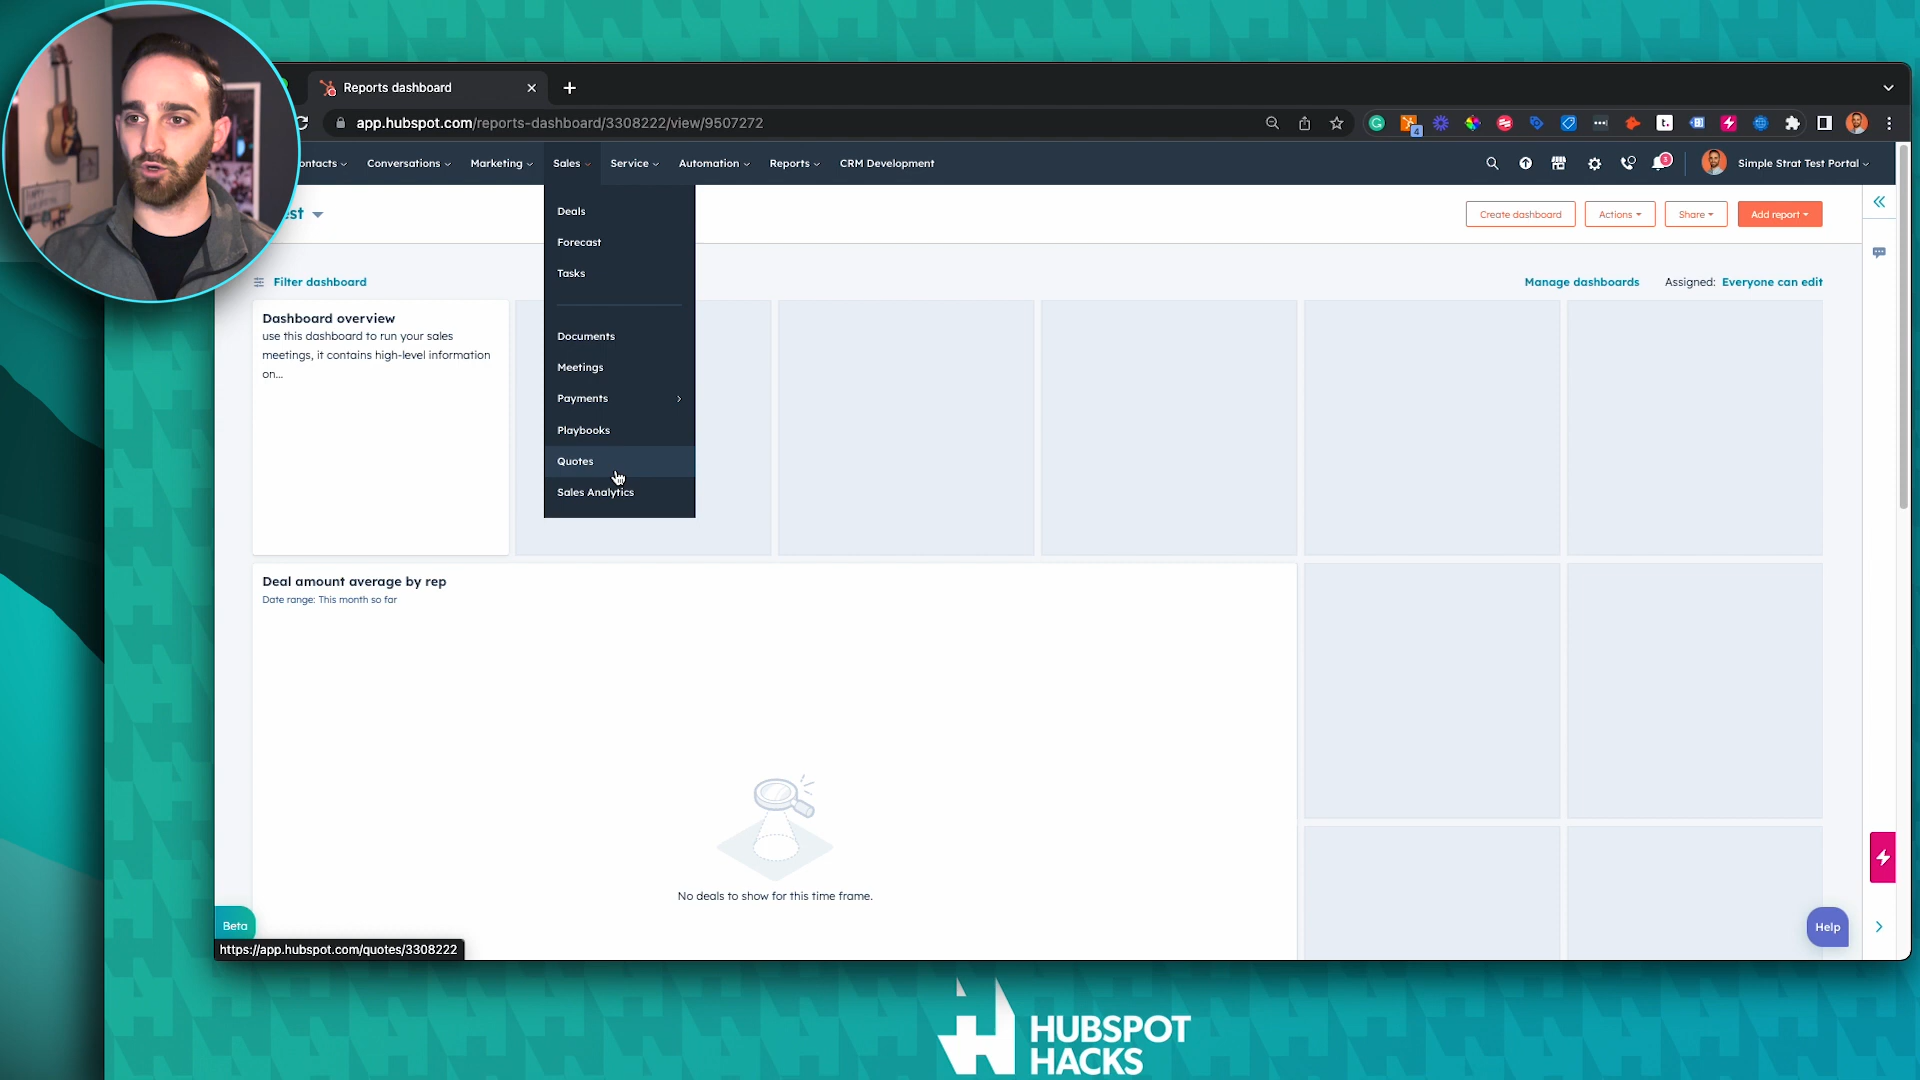 Reports dashboard
app.hubspot.com/reports-dashboard/3308222/view/9507272
4
t.
ontacts
Conversations
Marketing
Sales
Service
Automation
Reports
CRM Development
3
Simple Strat Test Portal
est
Create dashboard
Actions
Share
Add report
Deals
Forecast
Tasks
Documents
Meetings
Payments
Playbooks
Quotes
Sales Analytics
Filter dashboard
Manage dashboards
Assigned: Everyone can edit
Dashboard overview
use this dashboard to run your sales
meetings, it contains high-level information
on...
Deal amount average by rep
Date range: This month so far
No deals to show for this time frame.
Beta
Help
https://app.hubspot.com/quotes/3308222
HUBSPOT
HACKS